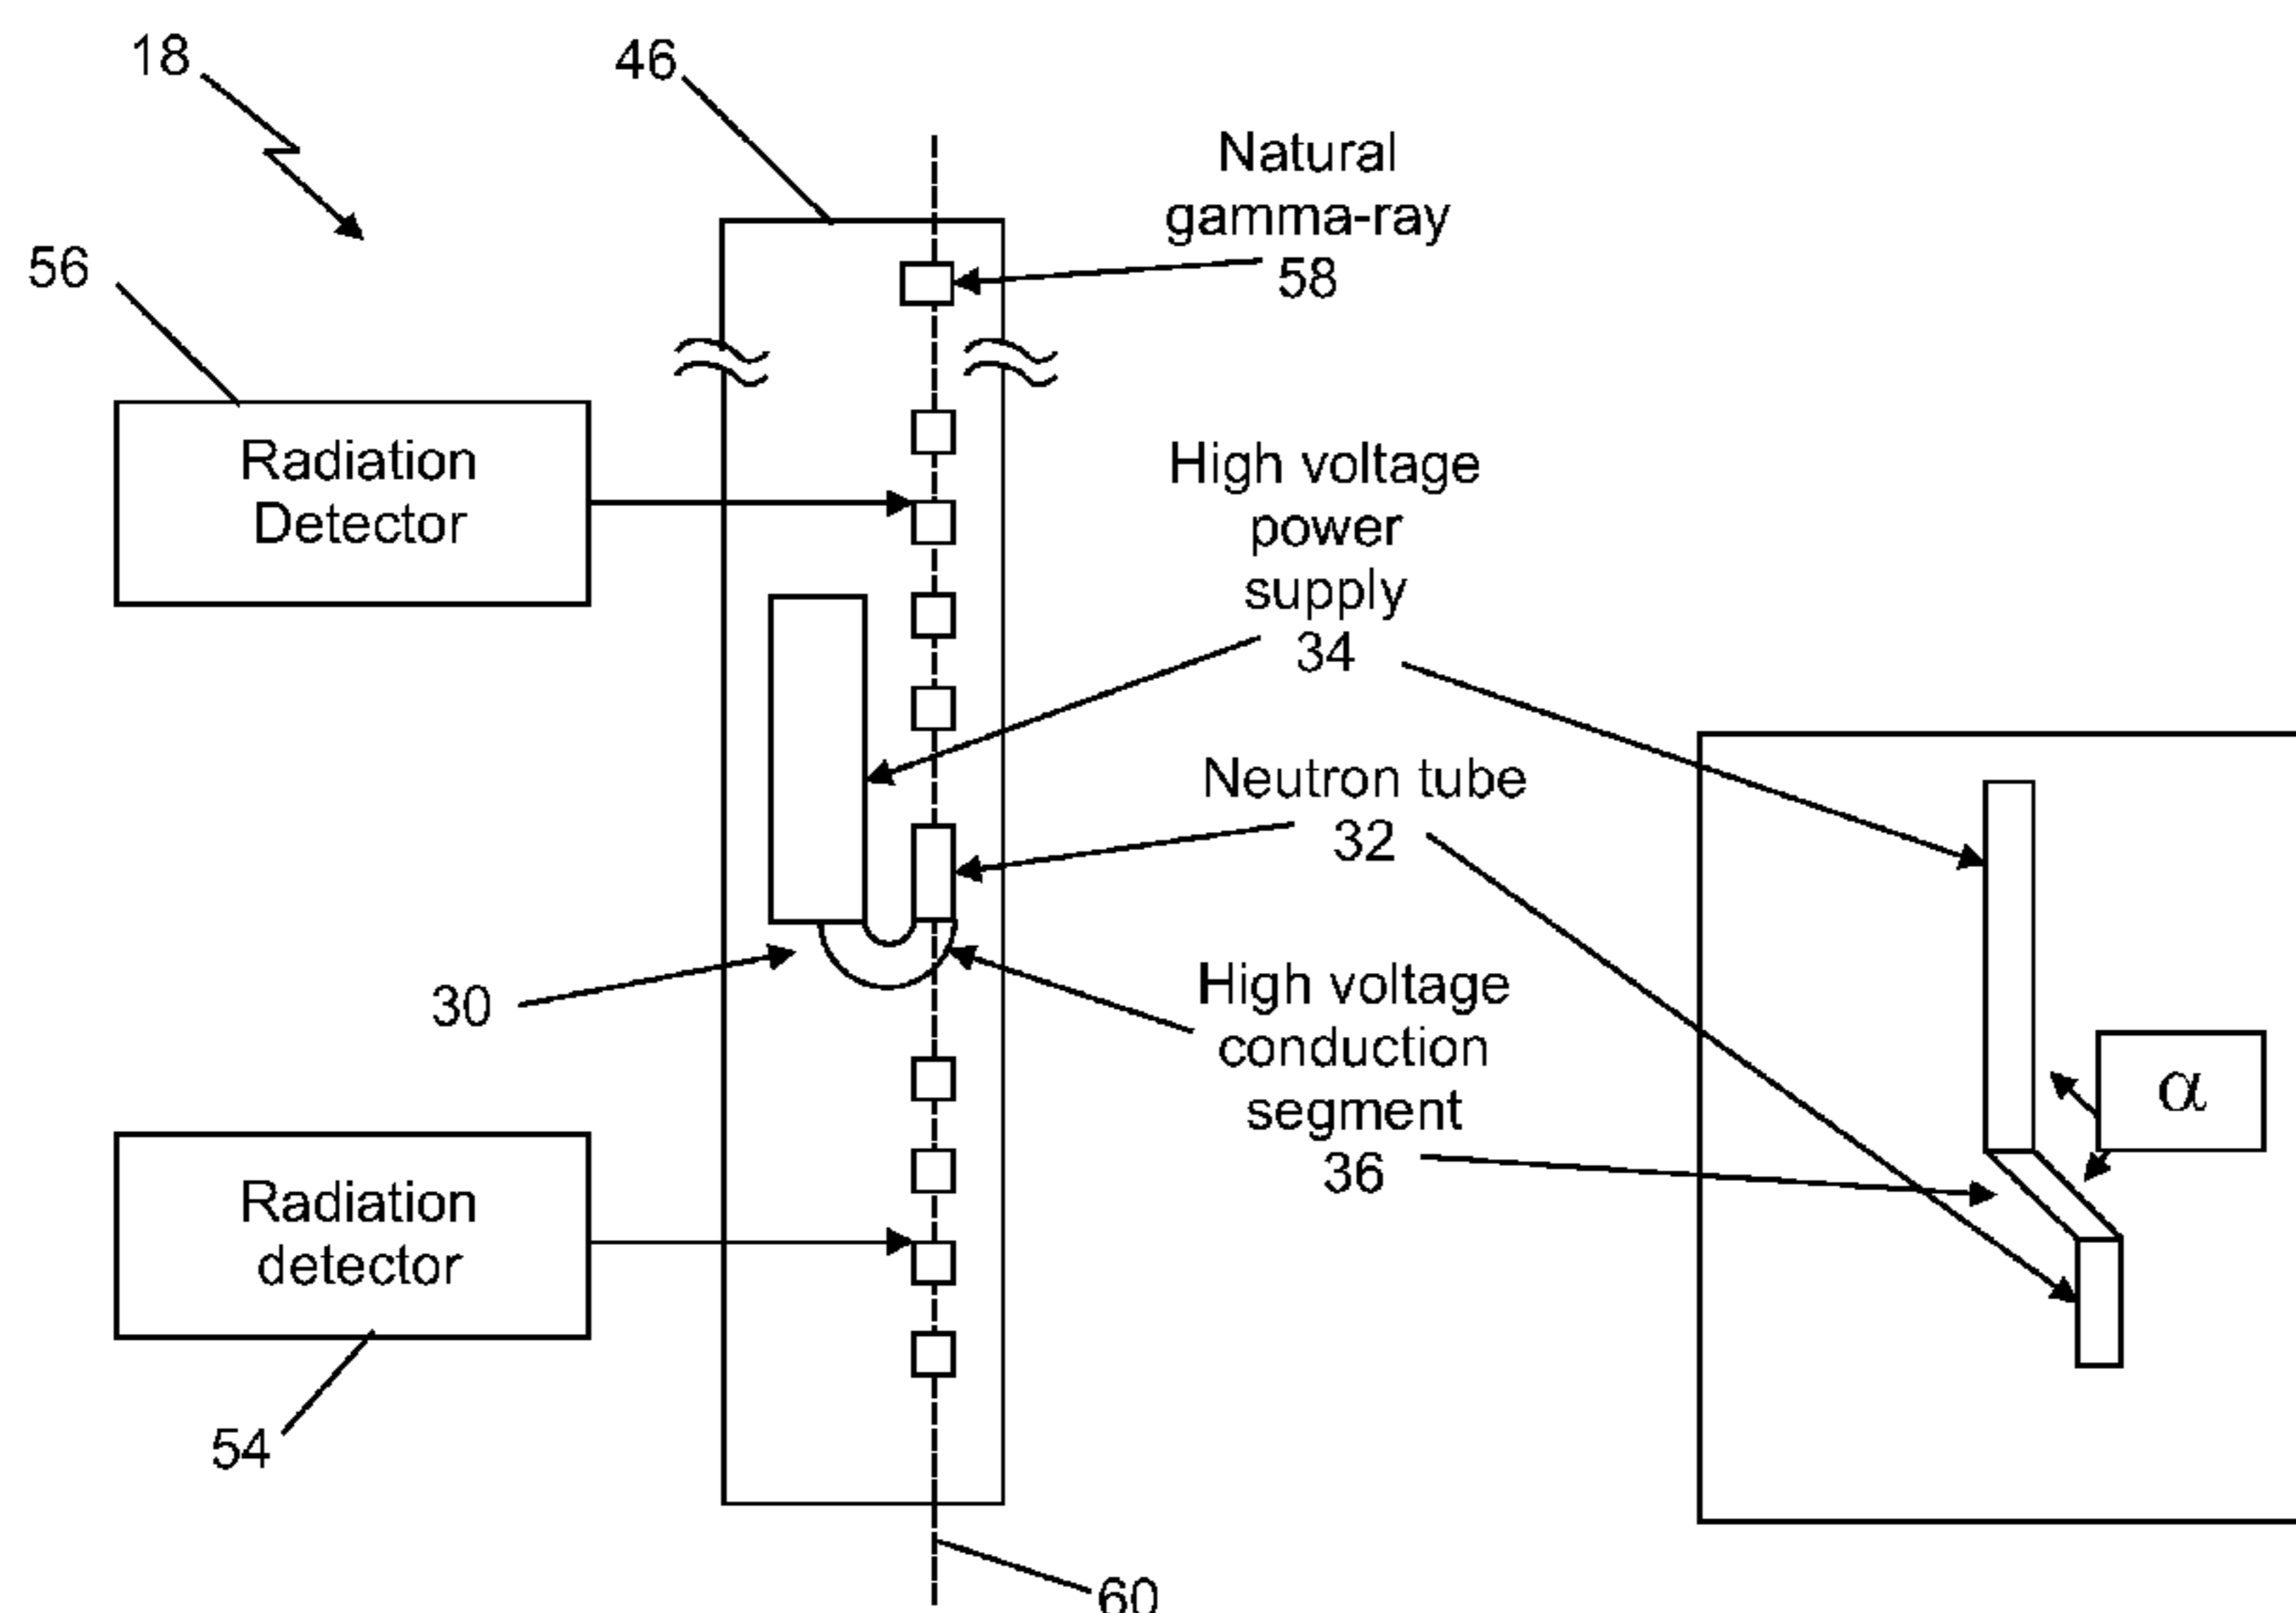 18
46
Natural
gamma-ray
58
56
Radiation
Detector
High voltage
power
supply
34
Neutron tube
32
30
High voltage
conduction
segment
36
α
Radiation
detector
54
60